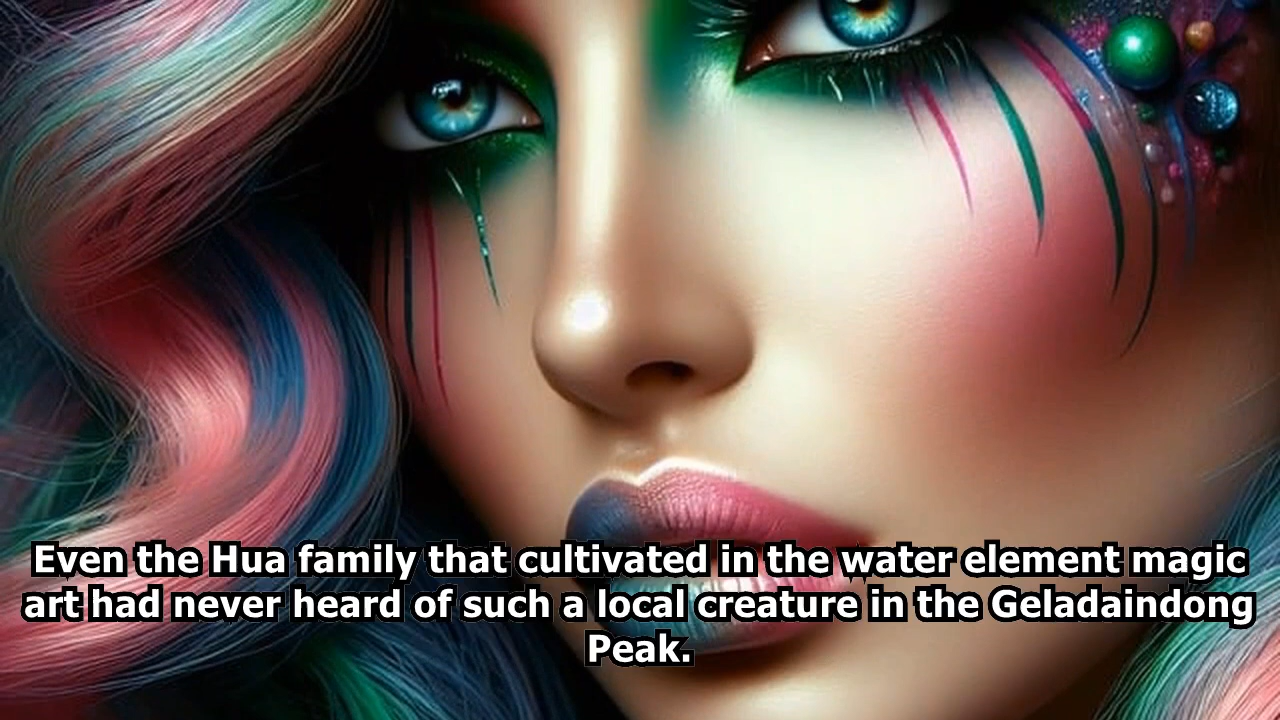 Even the Hua family that cultivated in the water element magic
art had never heard of such a local creature in the Geladaindong
Peak.